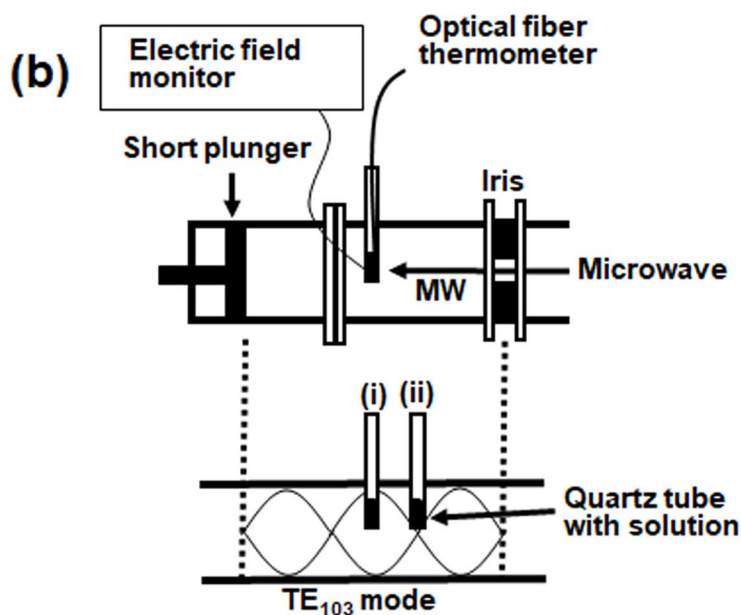 (b)
Electric field
monitor
Optical fiber
thermometer
Short plunger
Iris
Microwave
MW
(i) (ii)
Quartz tube
with solution
TE₁₀₃ mode